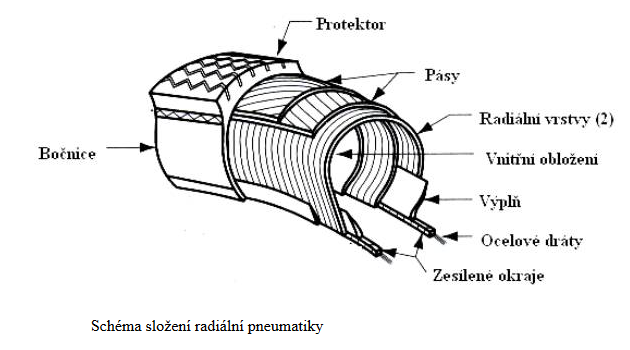 Protektor
Pásy
Radiální vrstvy (2)
Bočnice
Vnitřní obložení
Výplň
Ocelové dráty
Zesílené okraje
Schéma složení radiální pneumatiky